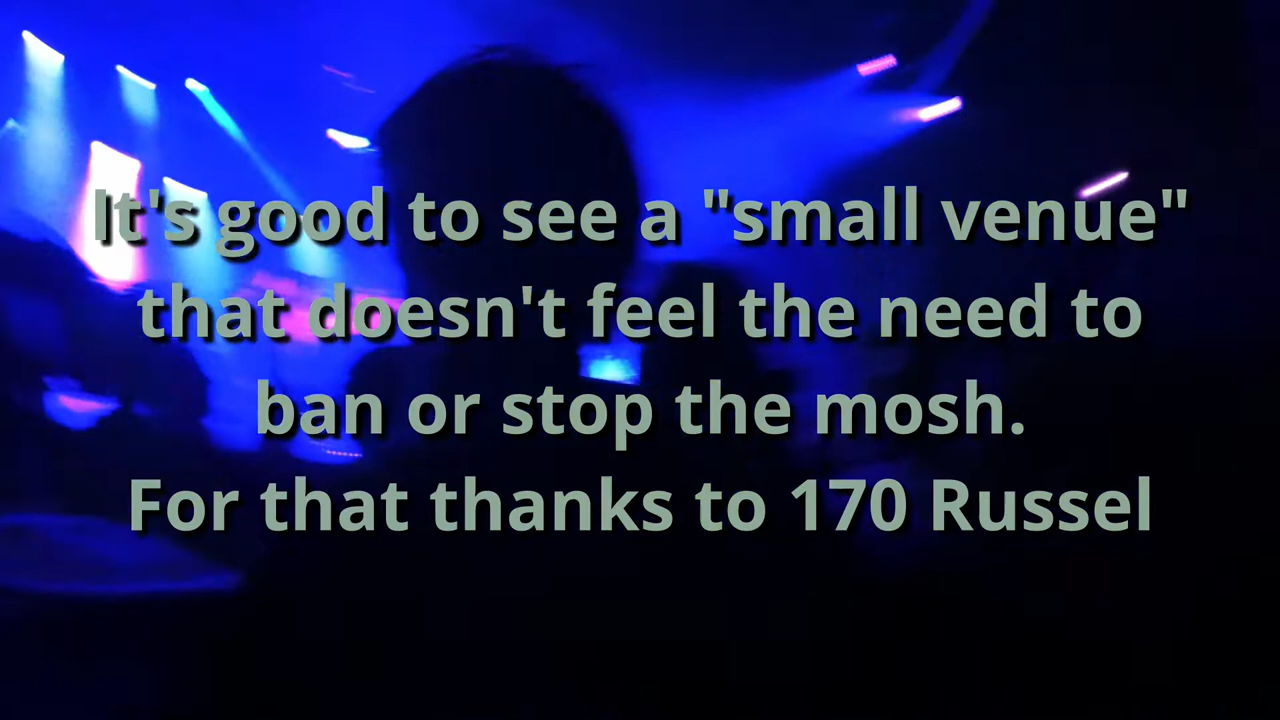 It's good to see a "small venue"
that doesn't feel the need to
ban or stop the mosh.
For that thanks to 170 Russel